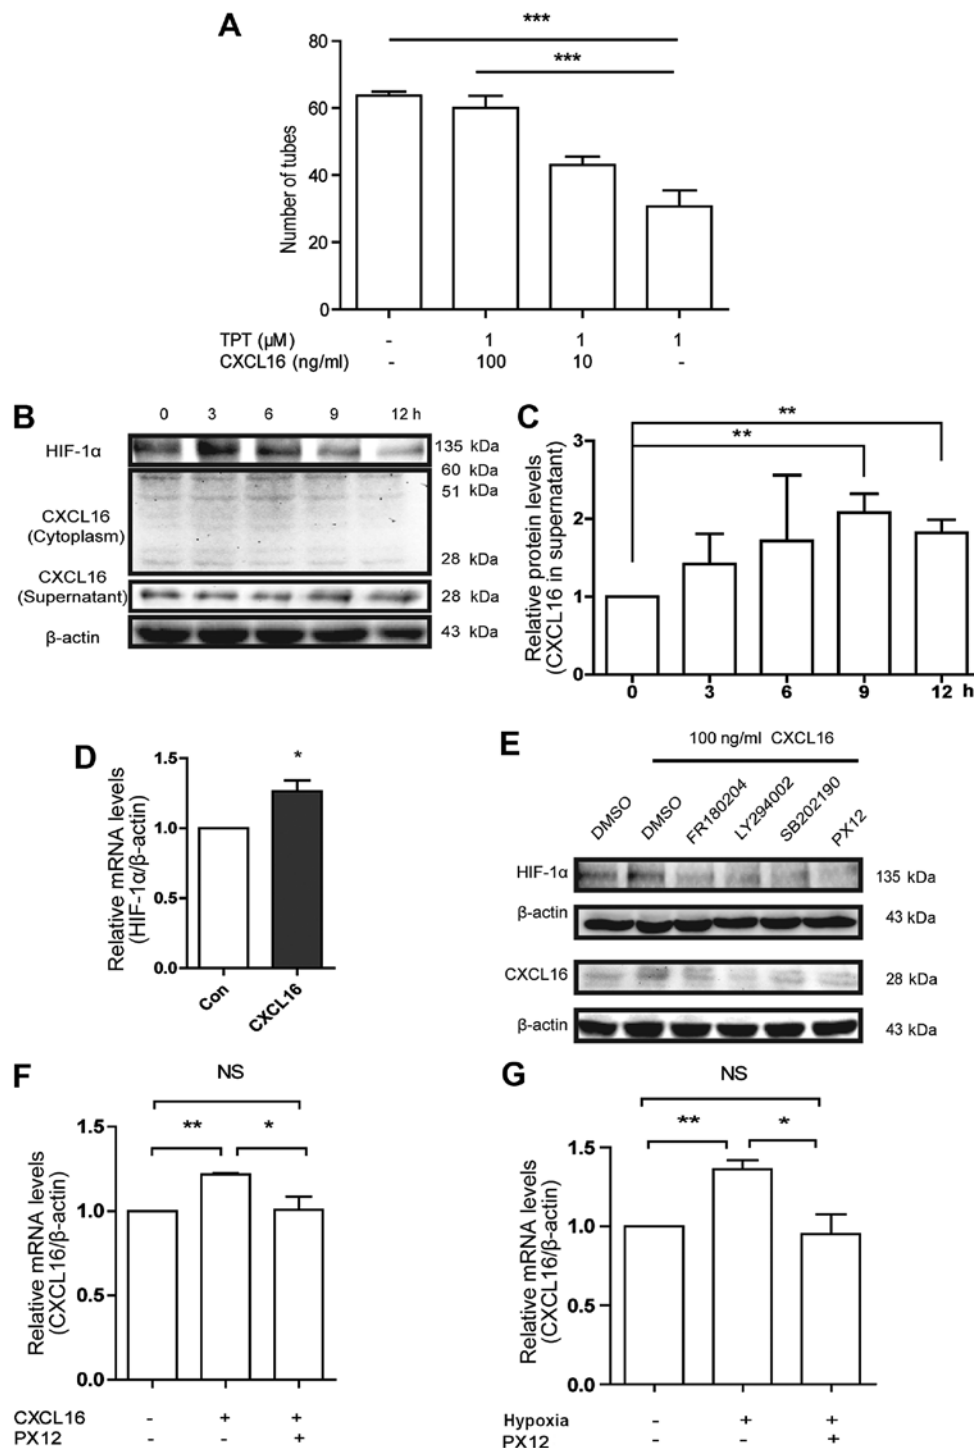 A
***
***
80
60
40
20
0
Number of tubes
TPT (µM) - 1 1 1
CXCL16 (ng/ml) - 100 10 -
B
0 3 6 9 12 h
HIF-1α 135 kDa
60 kDa
51 kDa
CXCL16
(Cytoplasm)
28 kDa
CXCL16
(Supernatant) 28 kDa
β-actin 43 kDa
C
**
**
3
2
1
0
Relative protein levels
(CXCL16 in supernatant)
0 3 6 9 12 h
D
*
1.5
1.0
0.5
0.0
Relative mRNA levels
(HIF-1α/β-actin)
Con CXCL16
E
100 ng/ml CXCL16
DMSO DMSO FR180204 LY294002 SB202190 PX12
HIF-1α 135 kDa
β-actin 43 kDa
CXCL16 28 kDa
β-actin 43 kDa
F
NS
** *
1.5
1.0
0.5
0.0
Relative mRNA levels
(CXCL16/β-actin)
CXCL16 - + +
PX12 - - +
G
NS
** *
1.5
1.0
0.5
0.0
Relative mRNA levels
(CXCL16/β-actin)
Hypoxia - + +
PX12 - - +